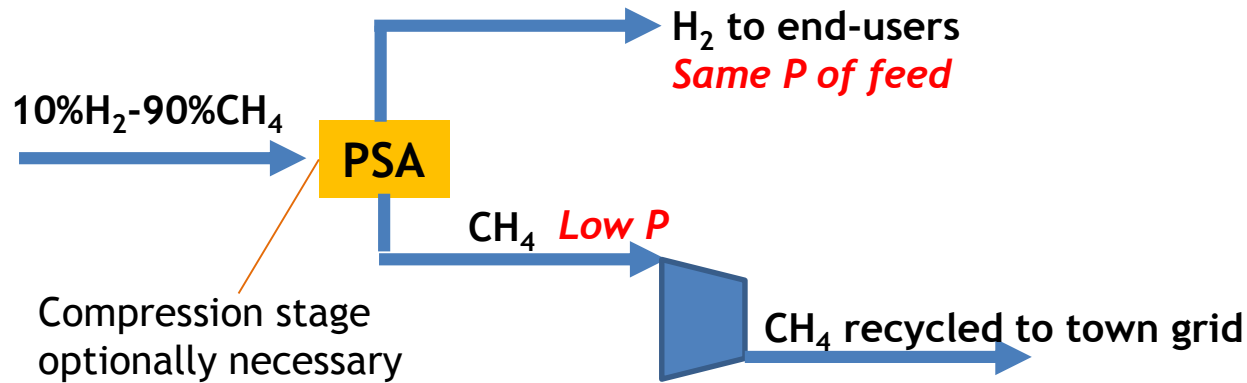 H₂ to end-users
Same P of feed
10%H₂-90%CH₄
PSA
CH₄ Low P
Compression stage
optionally necessary
CH₄ recycled to town grid